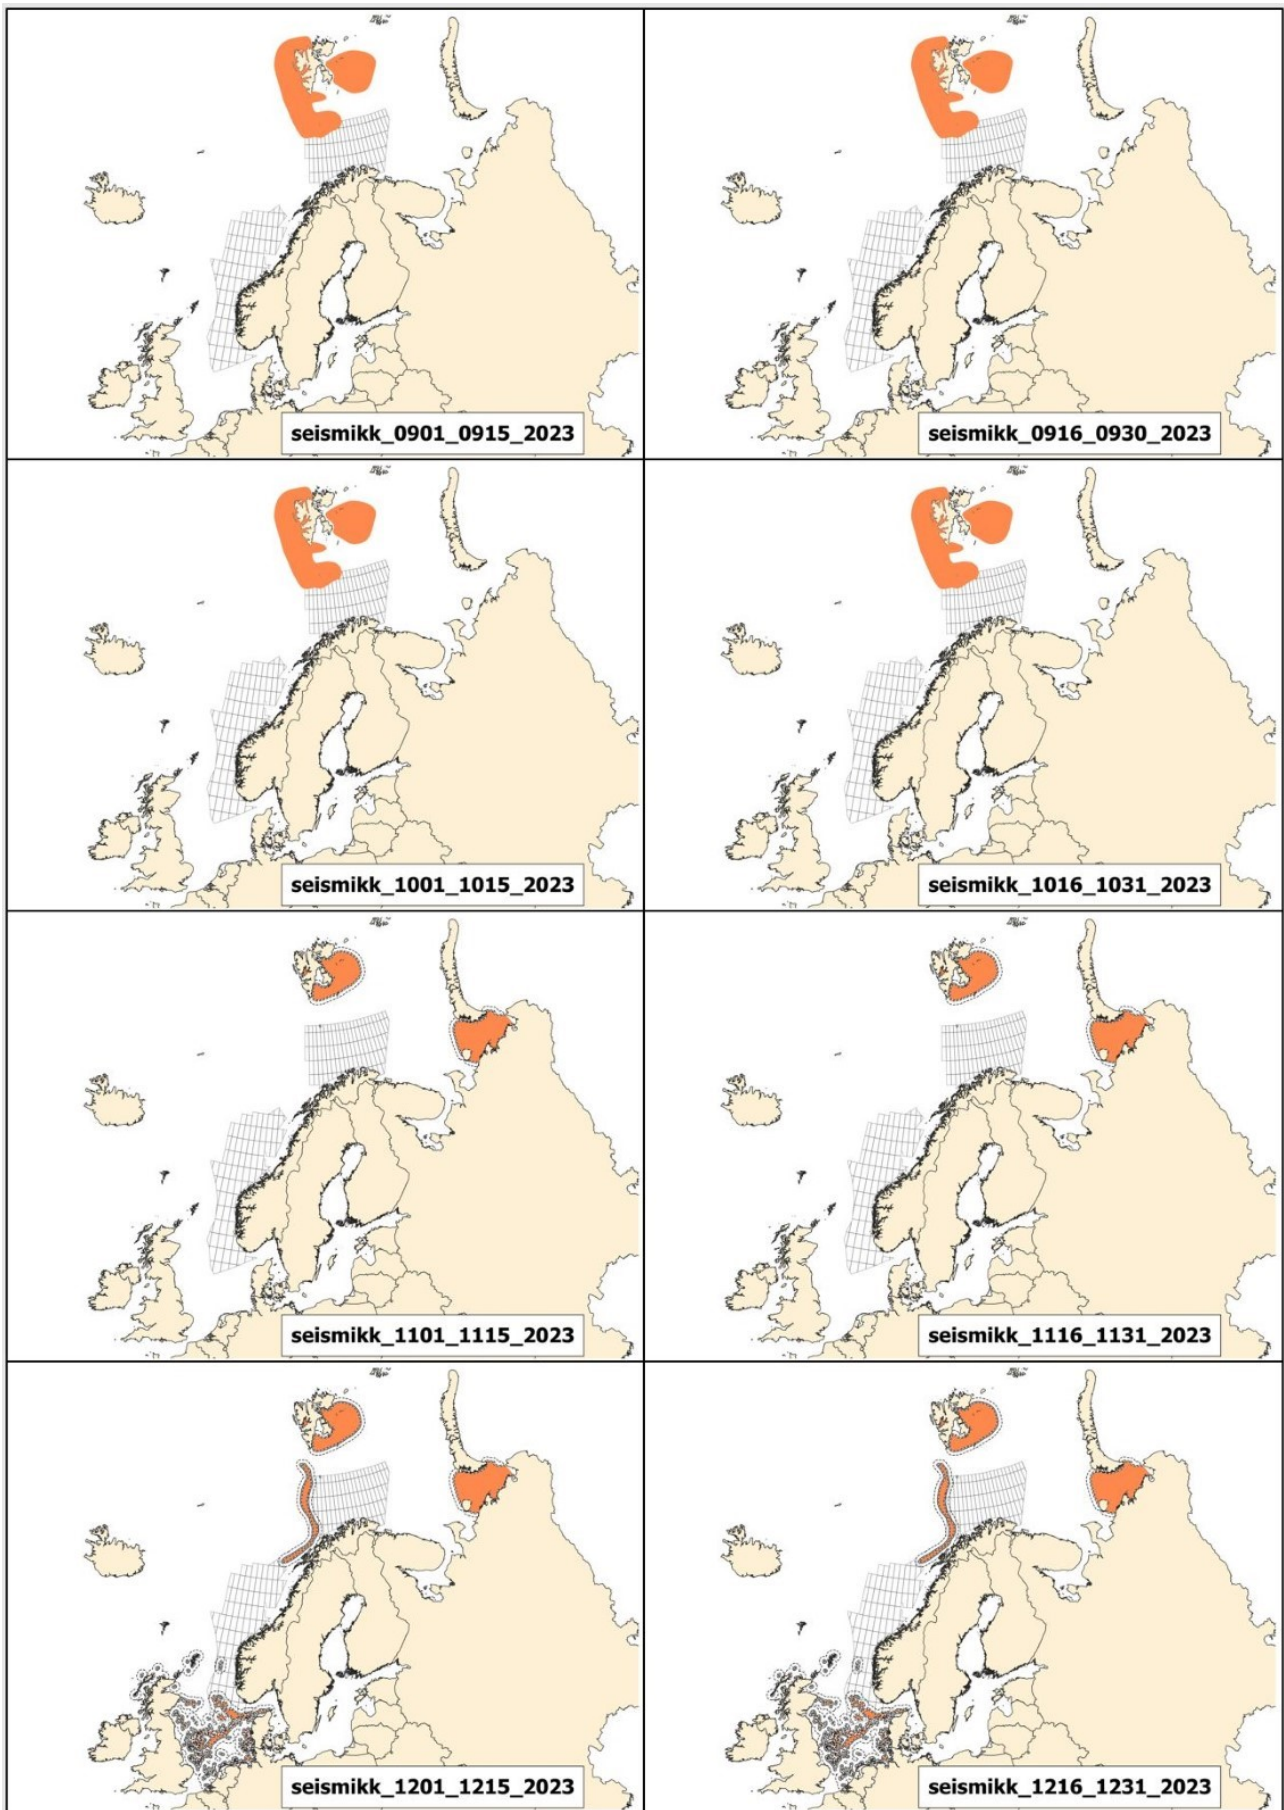 seismikk_0901_0915_2023
seismikk_0916_0930_2023
seismikk_1001_1015_2023
seismikk_1016_1031_2023
seismikk_1101_1115_2023
seismikk_1116_1131_2023
seismikk_1201_1215_2023
seismikk_1216_1231_2023